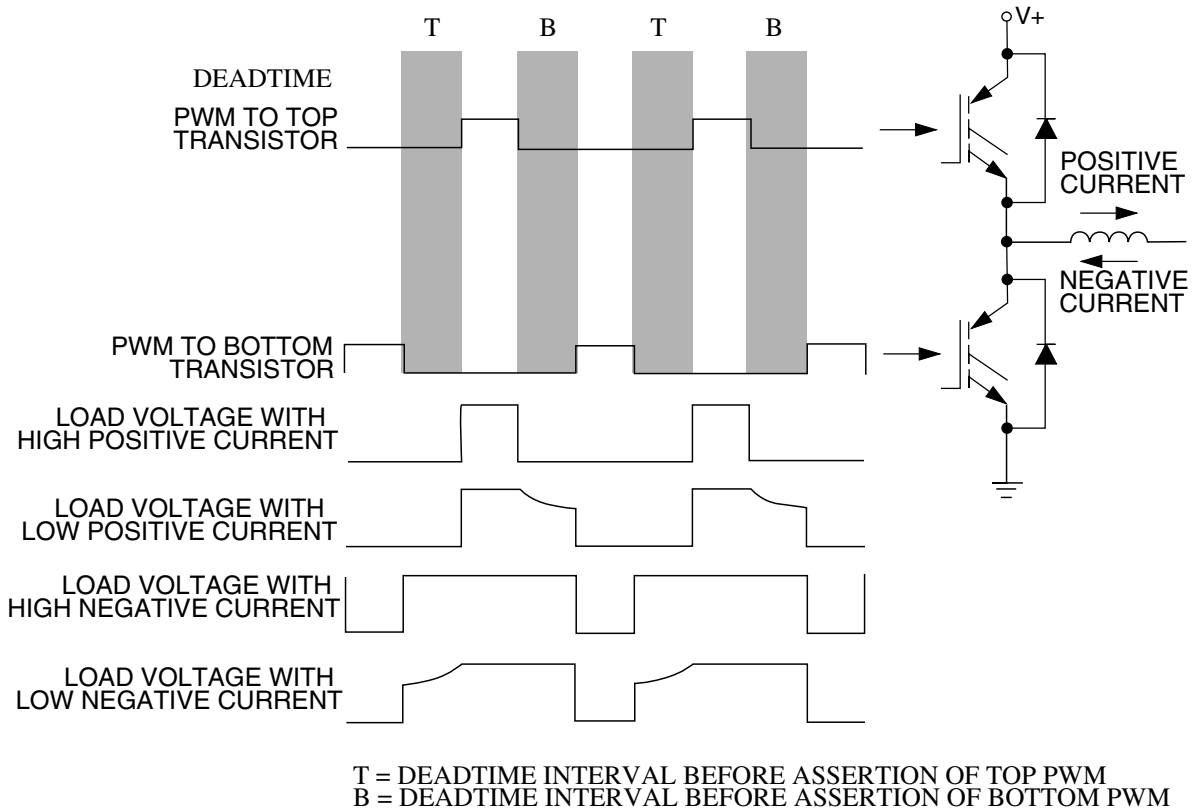 T B T B
V+
DEADTIME
PWM TO TOP
TRANSISTOR
POSITIVE
CURRENT
NEGATIVE
CURRENT
PWM TO BOTTOM
TRANSISTOR
LOAD VOLTAGE WITH
HIGH POSITIVE CURRENT
LOAD VOLTAGE WITH
LOW POSITIVE CURRENT
LOAD VOLTAGE WITH
HIGH NEGATIVE CURRENT
LOAD VOLTAGE WITH
LOW NEGATIVE CURRENT
T = DEADTIME INTERVAL BEFORE ASSERTION OF TOP PWM
B = DEADTIME INTERVAL BEFORE ASSERTION OF BOTTOM PWM